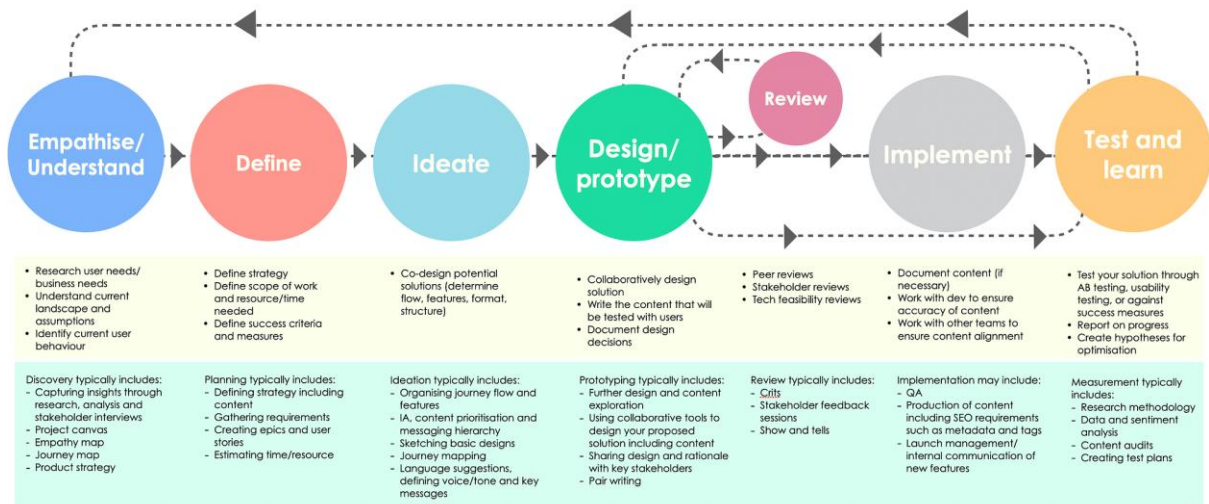 Empathise/
Understand
Define
Ideate
Design/
prototype
Review
Implement
Test and
learn
• Research user needs/
business needs
• Understand current
landscape and
assumptions
• Identify current user
behaviour
• Define strategy
• Define scope of work
and resource/time
needed
• Define success criteria
and measures
• Co-design potential
solutions (determine
flow, features, format,
structure)
• Collaboratively design
solution
• Write the content that will
be tested with users
• Document design
decisions
• Peer reviews
• Stakeholder reviews
• Tech feasibility reviews
• Document content (if
necessary)
• Work with dev to ensure
accuracy of content
• Work with other teams to
ensure content alignment
• Test your solution through
AB testing, usability
testing, or against
success measures
• Report on progress
• Create hypotheses for
optimisation
Discovery typically includes:
- Capturing insights through
research, analysis and
stakeholder interviews
- Project canvas
- Empathy map
- Journey map
- Product strategy
Planning typically includes:
- Defining strategy including
content
- Gathering requirements
- Creating epics and user
stories
- Estimating time/resource
Ideation typically includes:
- Organising journey flow and
features
- IA, content prioritisation and
messaging hierarchy
- Sketching basic designs
- Journey mapping
- Language suggestions,
defining voice/tone and key
messages
Prototyping typically includes:
- Further design and content
exploration
- Using collaborative tools to
design your proposed
solution including content
- Sharing design and rationale
with key stakeholders
- Pair writing
Review typically includes:
- Crits
- Stakeholder feedback
sessions
- Show and tells
Implementation may include:
- QA
- Production of content
including SEO requirements
such as metadata and tags
- Launch management/
internal communication of
new features
Measurement typically
includes:
- Research methodology
- Data and sentiment
analysis
- Content audits
- Creating test plans